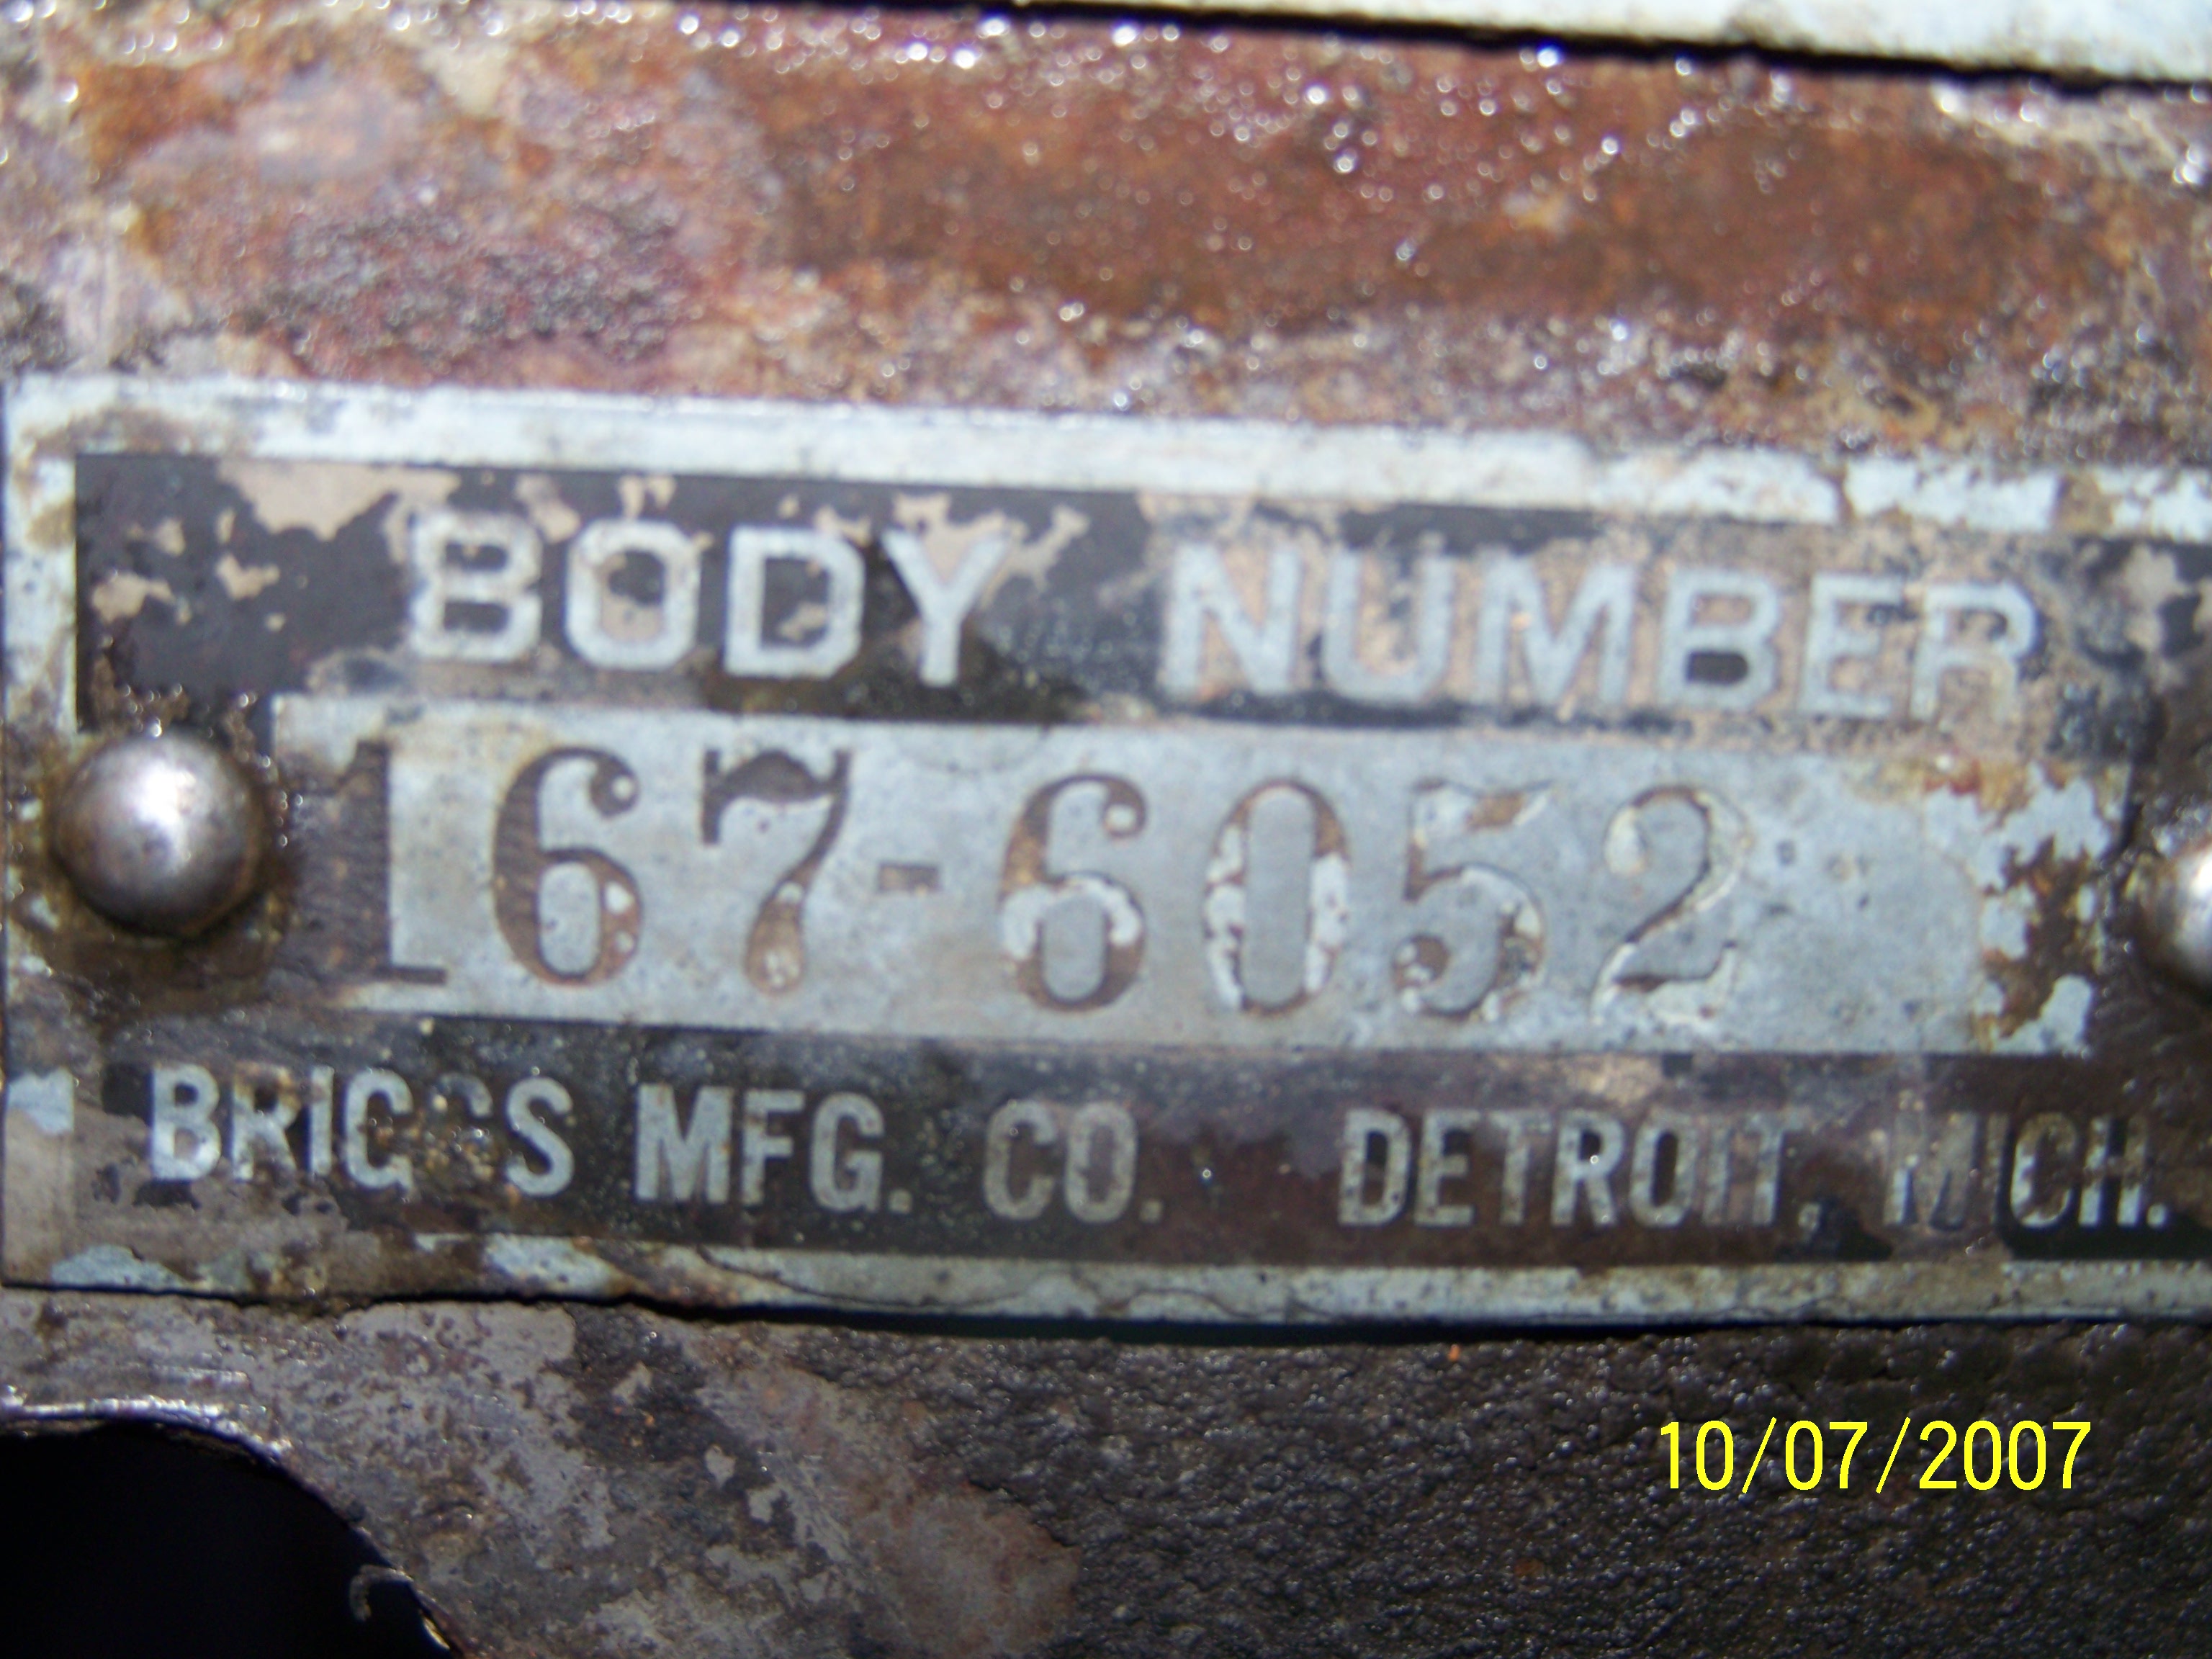 BODY NUMBER
167-6052
BRIGGS MFG. CO. DETROIT, MICH.
10/07/2007